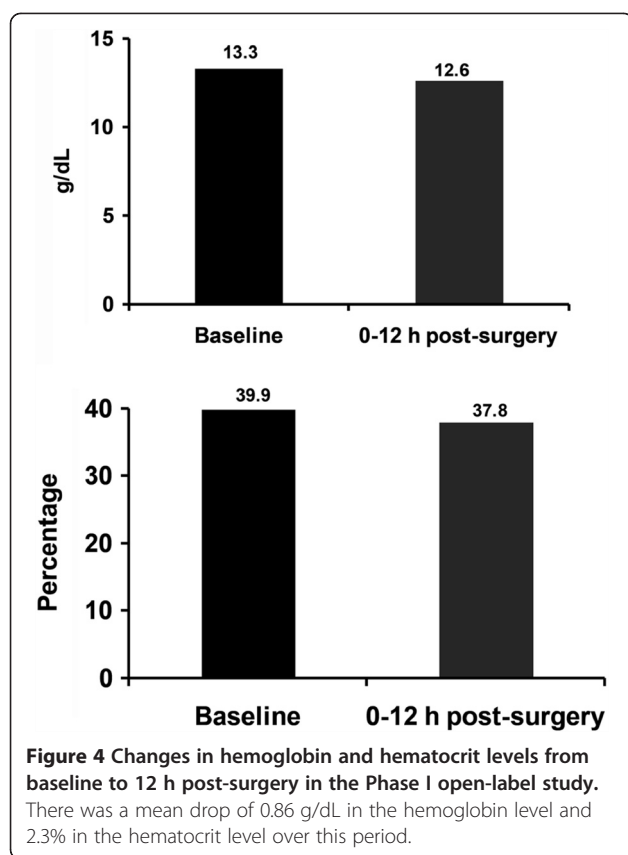 15
13.3
12.6
10
g/dL
5
0
Baseline 0-12 h post-surgery
39.9
40
37.8
30
Percentage
20
10
0
Baseline 0-12 h post-surgery
Figure 4 Changes in hemoglobin and hematocrit levels from
baseline to 12 h post-surgery in the Phase I open-label study.
There was a mean drop of 0.86 g/dL in the hemoglobin level and
2.3% in the hematocrit level over this period.